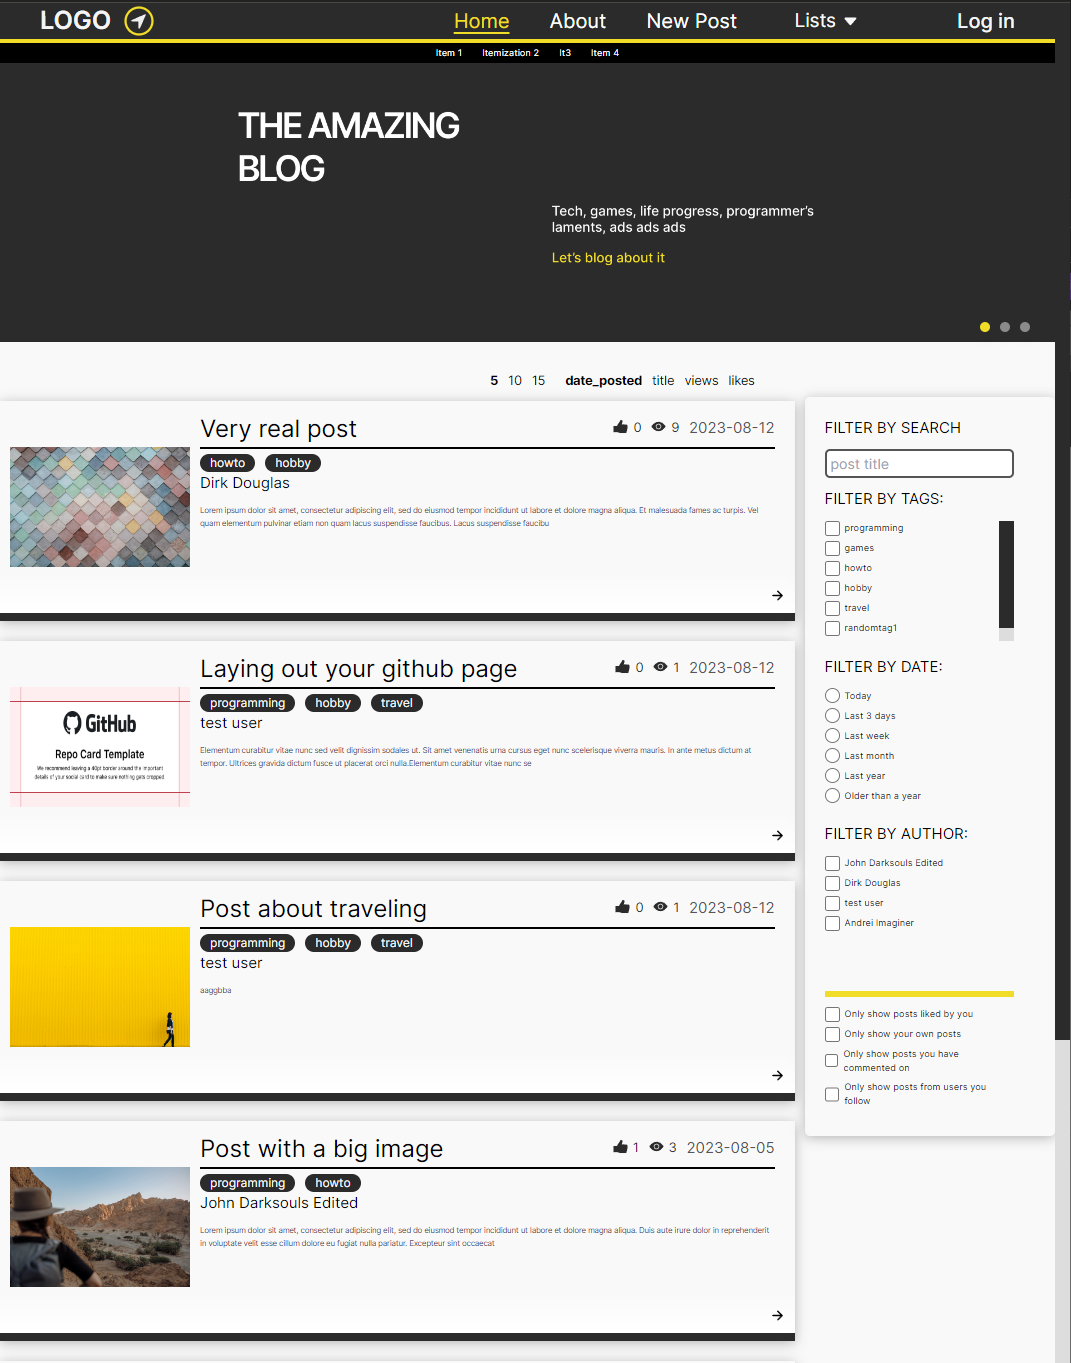 LOGO
Home About New Post Lists Log in
Item 1 Itemization 2 It3 Item 4
THE AMAZING
BLOG
Tech, games, life progress, programmer's
laments, ads ads ads
Let's blog about it
5 10 15 date_posted title views likes
Very real post 0 9 2023-08-12
howto hobby
Dirk Douglas
Lorem ipsum dolor sit amet, consectetur adipiscing elit, sed do eiusmod tempor incididunt ut labore et dolore magna aliqua. Et malesuada fames ac turpis. Vel
quam elementum pulvinar etiam non quam lacus suspendisse faucibus. Lacus suspendisse faucibu
Laying out your github page 0 1 2023-08-12
GitHub
Repo Card Template
We recommend leaving a 40pt border around the important
details of your social card to make sure nothing gets cropped.
programming hobby travel
test user
Elementum curabitur vitae nunc sed velit dignissim sodales ut. Sit amet venenatis urna cursus eget nunc scelerisque viverra mauris. In ante metus dictum at
tempor. Ultrices gravida dictum fusce ut placerat orci nulla.Elementum curabitur vitae nunc se
Post about traveling 0 1 2023-08-12
programming hobby travel
test user
aaggbba
Post with a big image 1 3 2023-08-05
programming howto
John Darksouls Edited
Lorem ipsum dolor sit amet, consectetur adipiscing elit, sed do eiusmod tempor incididunt ut labore et dolore magna aliqua. Duis aute irure dolor in reprehenderit
in voluptate velit esse cillum dolore eu fugiat nulla pariatur. Excepteur sint occaecat
FILTER BY SEARCH
post title
FILTER BY TAGS:
programming
games
howto
hobby
travel
randomtag1
FILTER BY DATE:
Today
Last 3 days
Last week
Last month
Last year
Older than a year
FILTER BY AUTHOR:
John Darksouls Edited
Dirk Douglas
test user
Andrei Imaginer
Only show posts liked by you
Only show your own posts
Only show posts you have
commented on
Only show posts from users you
follow